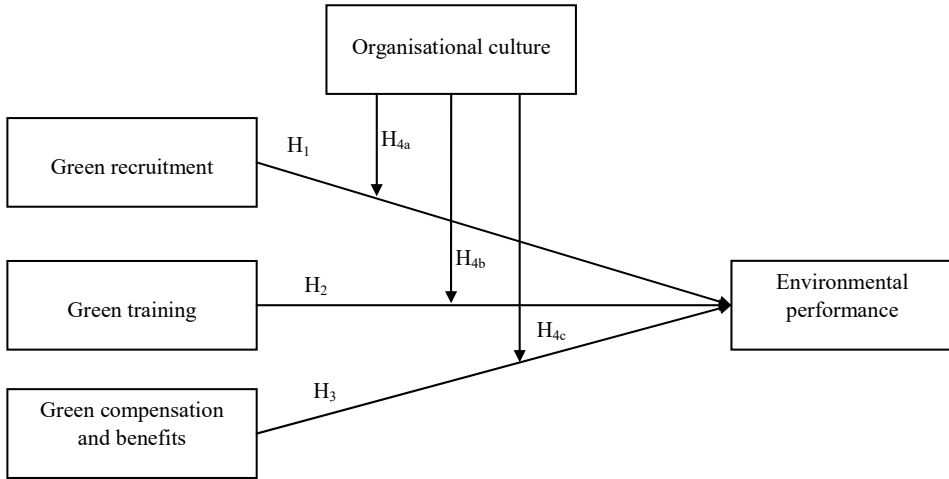 Organisational culture
H4a
H1
Green recruitment
H4b
H2
Green training
Environmental
performance
H4c
H3
Green compensation
and benefits